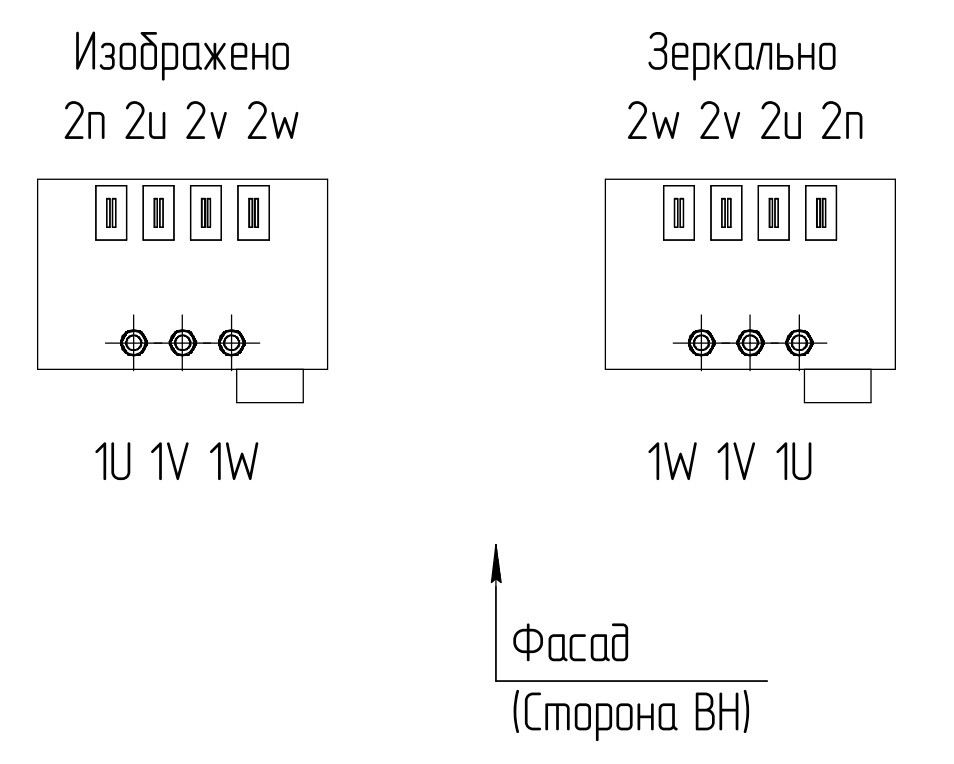 Изображено
2n 2u 2v 2w
1U 1V 1W
Зеркально
2w 2v 2u 2n
1W 1V 1U
Фасад
(Сторона ВН)